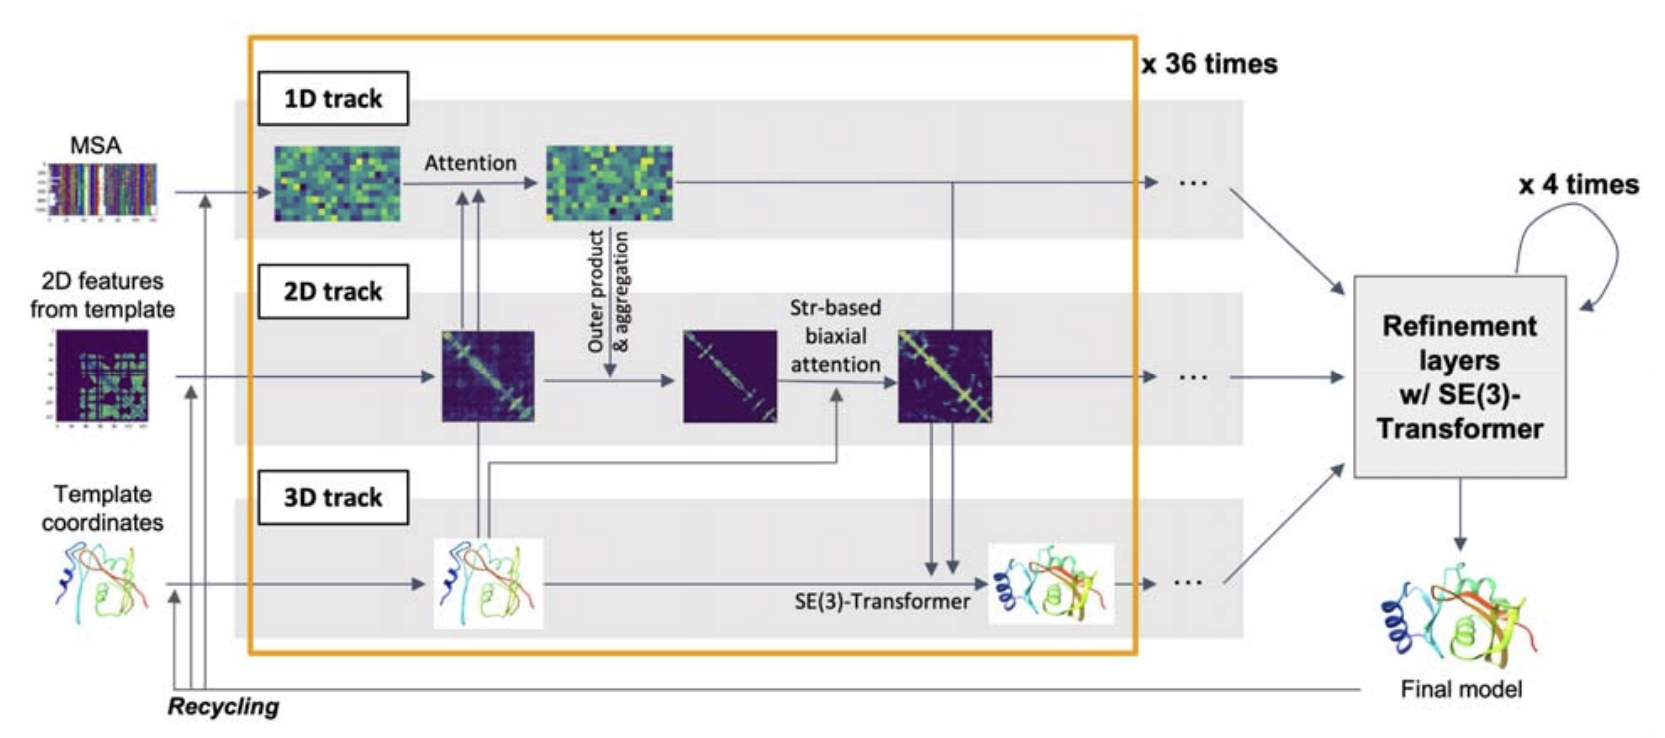 x 36 times
1D track
MSA
Attention
...
x 4 times
Outer product
& aggregation
2D track
2D features
from template
Str-based
biaxial
attention
...
Refinement
layers
w/ SE(3)-
Transformer
3D track
Template
coordinates
SE(3)-Transformer
...
Final model
Recycling